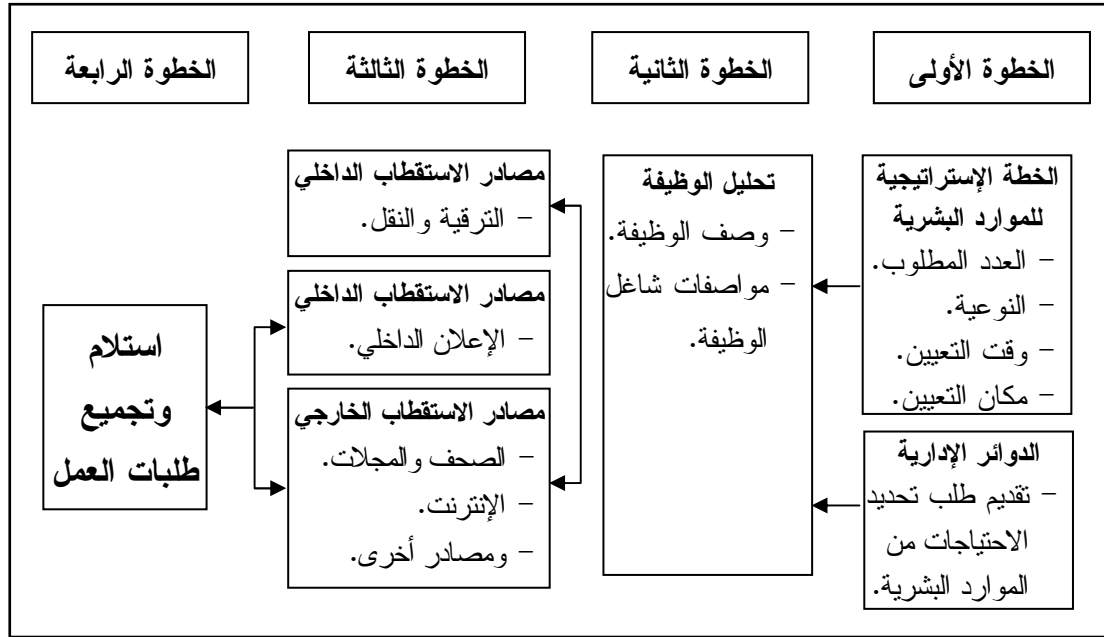 الخطوة الأولى
الخطوة الثانية
الخطوة الثالثة
الخطوة الرابعة
الخطة الإستراتيجية
للموارد البشرية
– العدد المطلوب.
– النوعية.
– وقت التعيين.
– مكان التعيين.
الدوائر الإدارية
– تقديم طلب تحديد
الاحتياجات من
الموارد البشرية.
تحليل الوظيفة
– وصف الوظيفة.
– مواصفات شاغل
الوظيفة.
مصادر الاستقطاب الداخلي
– الترقية والنقل.
مصادر الاستقطاب الداخلي
– الإعلان الداخلي.
مصادر الاستقطاب الخارجي
– الصحف والمجلات.
– الإنترنت.
– ومصادر أخرى.
استلام
وتجميع
طلبات العمل